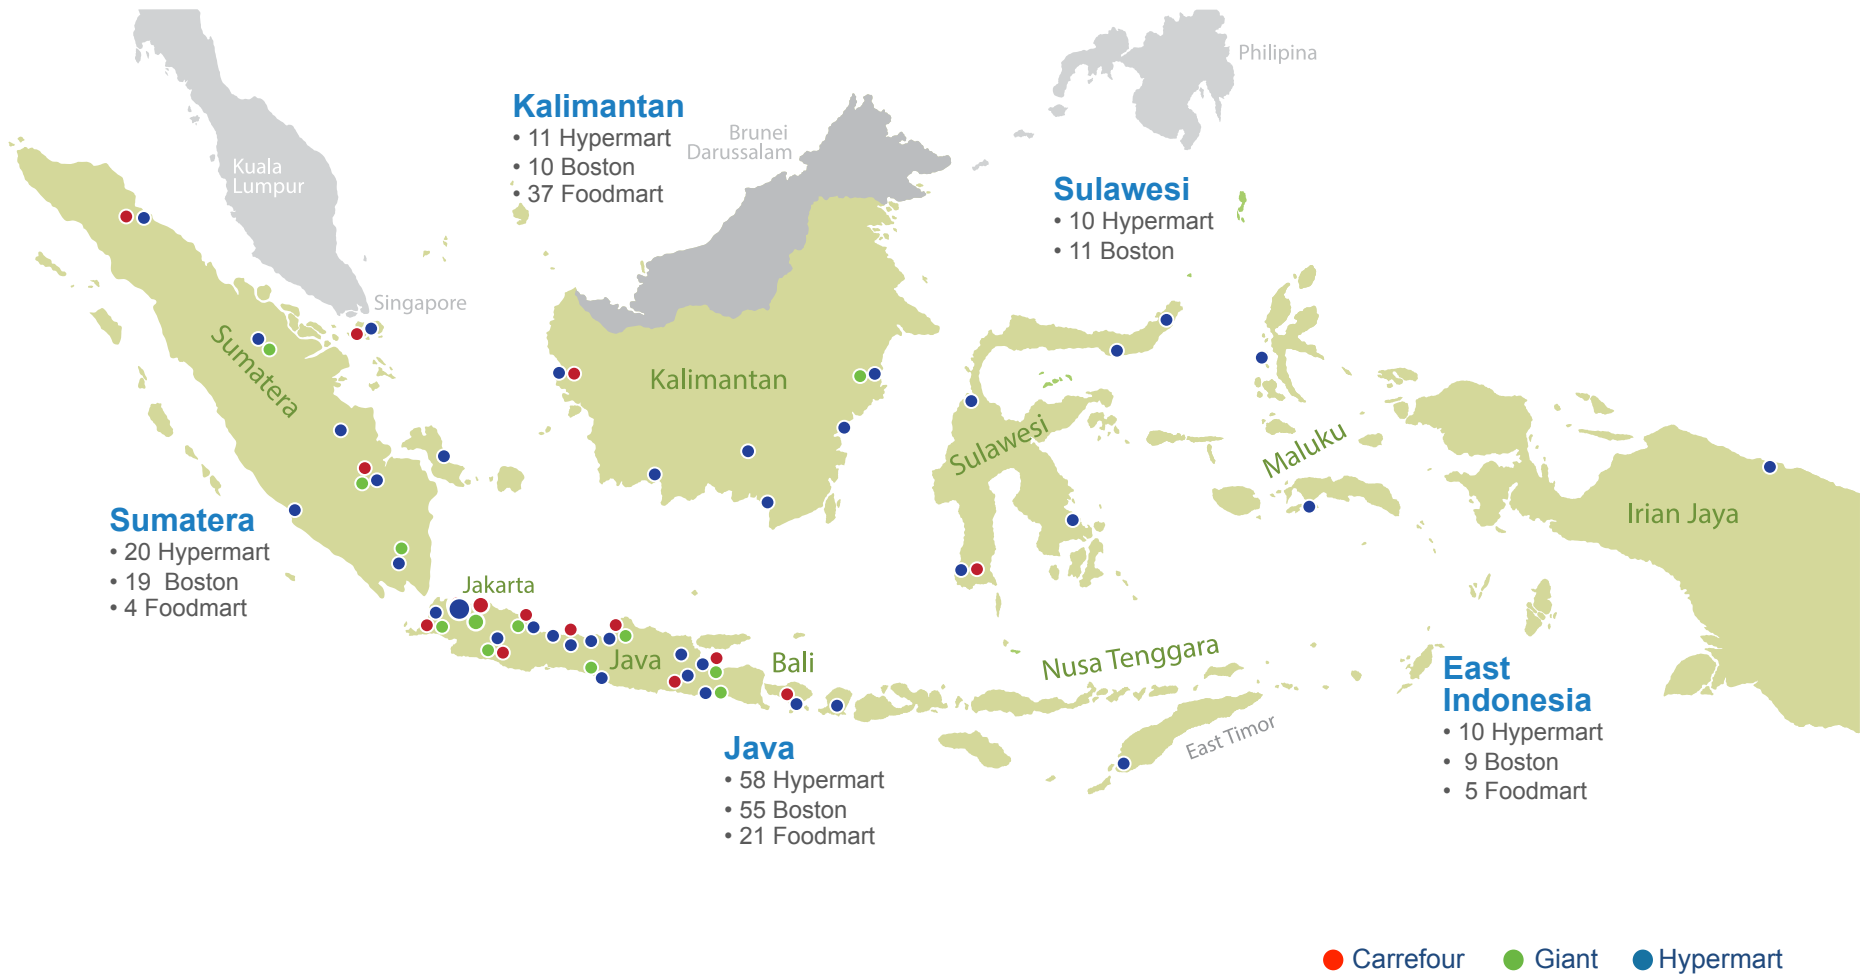 Philipina
Kalimantan
• 11 Hypermart
• 10 Boston
• 37 Foodmart
Brunei
Darussalam
Kuala
Lumpur
Sulawesi
• 10 Hypermart
• 11 Boston
Singapore
Sumatera
Kalimantan
Sulawesi
Maluku
Irian Jaya
Sumatera
• 20 Hypermart
• 19 Boston
• 4 Foodmart
Jakarta
Java
Bali
Nusa Tenggara
East Timor
East
Indonesia
• 10 Hypermart
• 9 Boston
• 5 Foodmart
Java
• 58 Hypermart
• 55 Boston
• 21 Foodmart
Carrefour
Giant
Hypermart